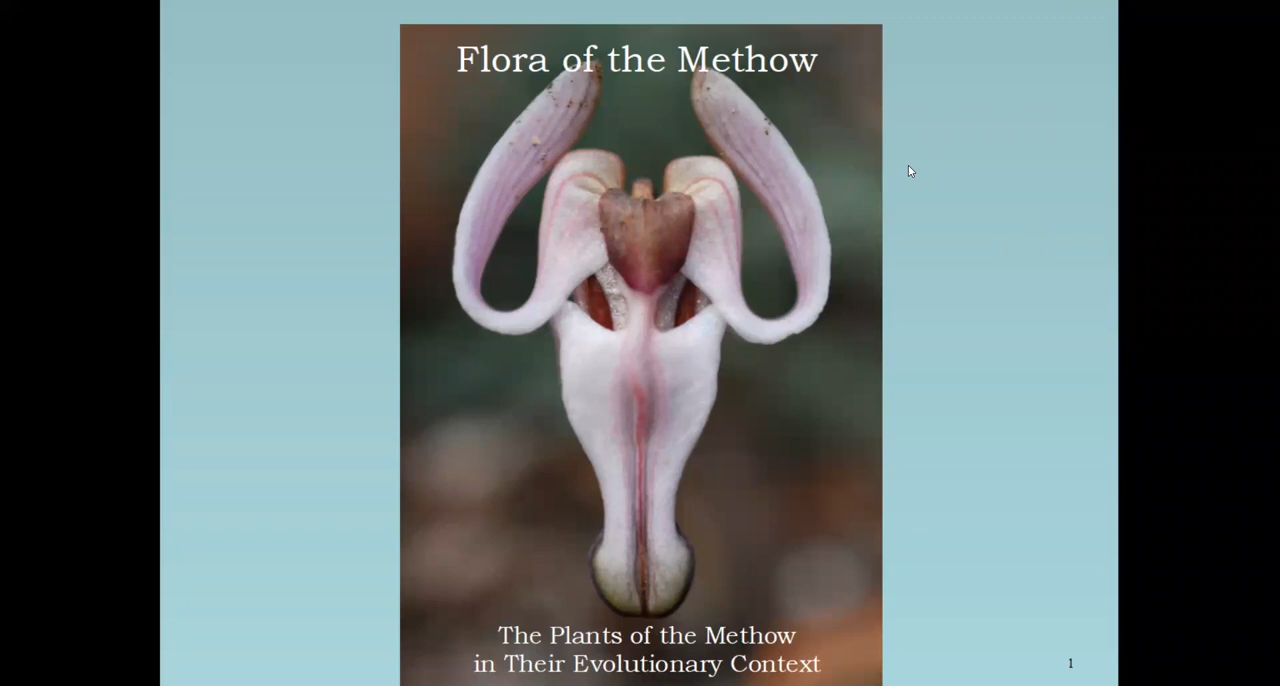 Flora of the Methow
The Plants of the Methow
in Their Evolutionary Context
1